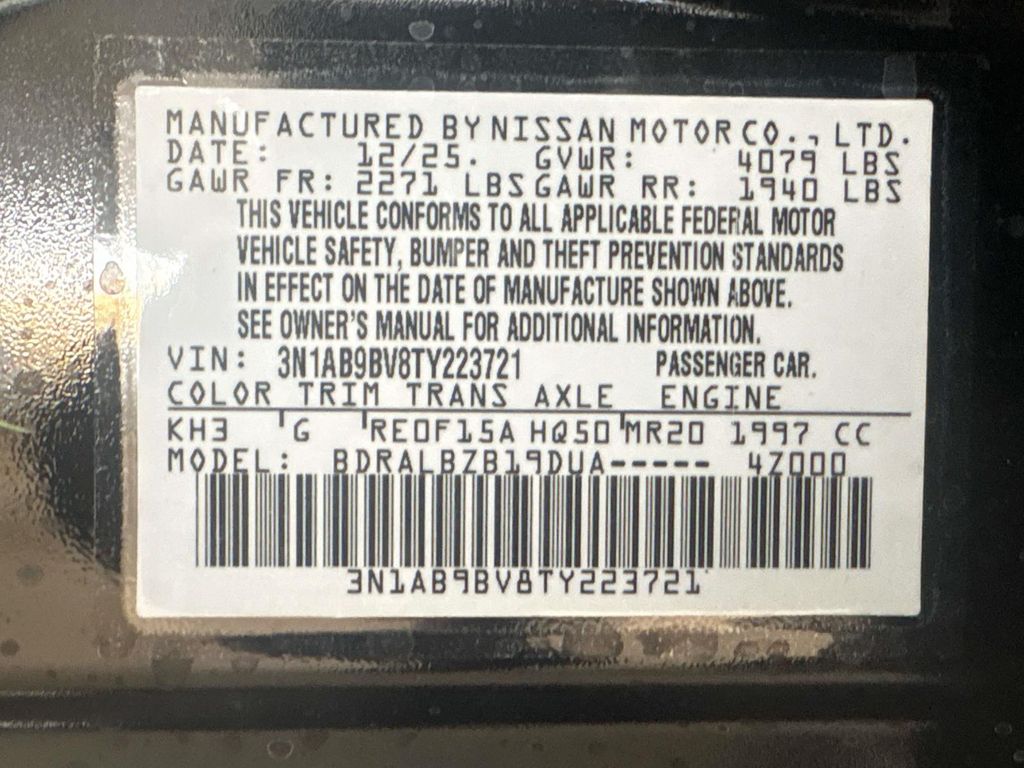 MANUFACTURED BY NISSAN MOTOR CO., LTD.
DATE: 12/25. GVWR: 4079 LBS
GAWR FR: 2271 LBS GAWR RR: 1940 LBS
THIS VEHICLE CONFORMS TO ALL APPLICABLE FEDERAL MOTOR
VEHICLE SAFETY, BUMPER AND THEFT PREVENTION STANDARDS
IN EFFECT ON THE DATE OF MANUFACTURE SHOWN ABOVE.
SEE OWNER'S MANUAL FOR ADDITIONAL INFORMATION.
VIN: 3N1AB9BV8TY223721 PASSENGER CAR.
COLOR TRIM TRANS AXLE ENGINE
KH3 G RE0F15A HQ50 MR20 1997 CC
MODEL: BDRALBZB19DUA----- 4Z000
3N1AB9BV8TY223721